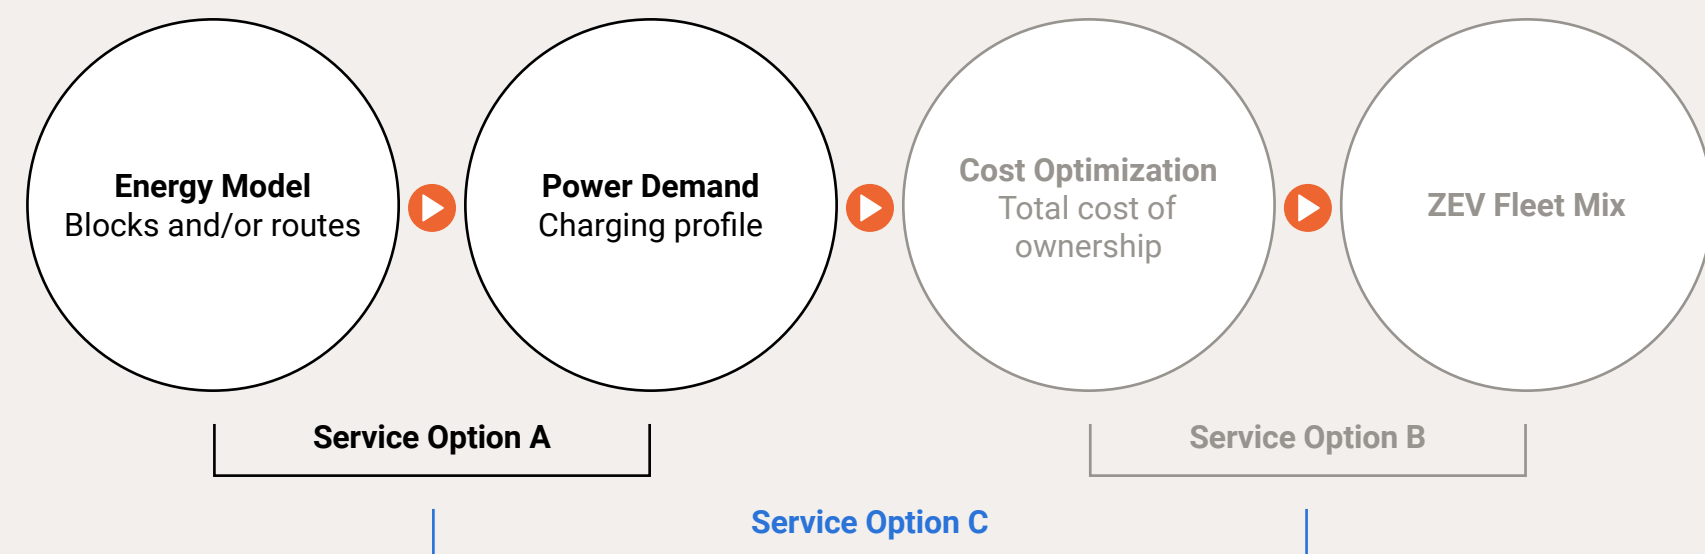 Energy Model
Blocks and/or routes
Power Demand
Charging profile
Cost Optimization
Total cost of
ownership
ZEV Fleet Mix
Service Option A
Service Option B
Service Option C